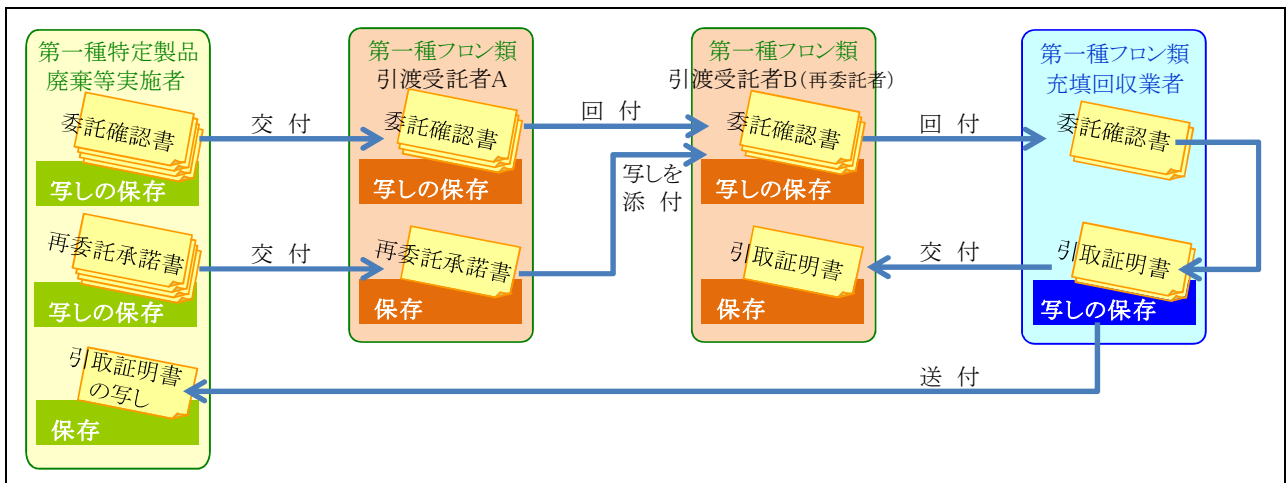 第一種特定製品
廃棄等実施者
委託確認書
写しの保存
再委託承諾書
写しの保存
引取証明書
の写し
保存
交 付
交 付
第一種フロン類
引渡受託者A
委託確認書
写しの保存
再委託承諾書
保存
回 付
写しを
添 付
第一種フロン類
引渡受託者B(再委託者)
委託確認書
写しの保存
引取証明書
保存
回 付
交 付
第一種フロン類
充填回収業者
委託確認書
引取証明書
写しの保存
送 付